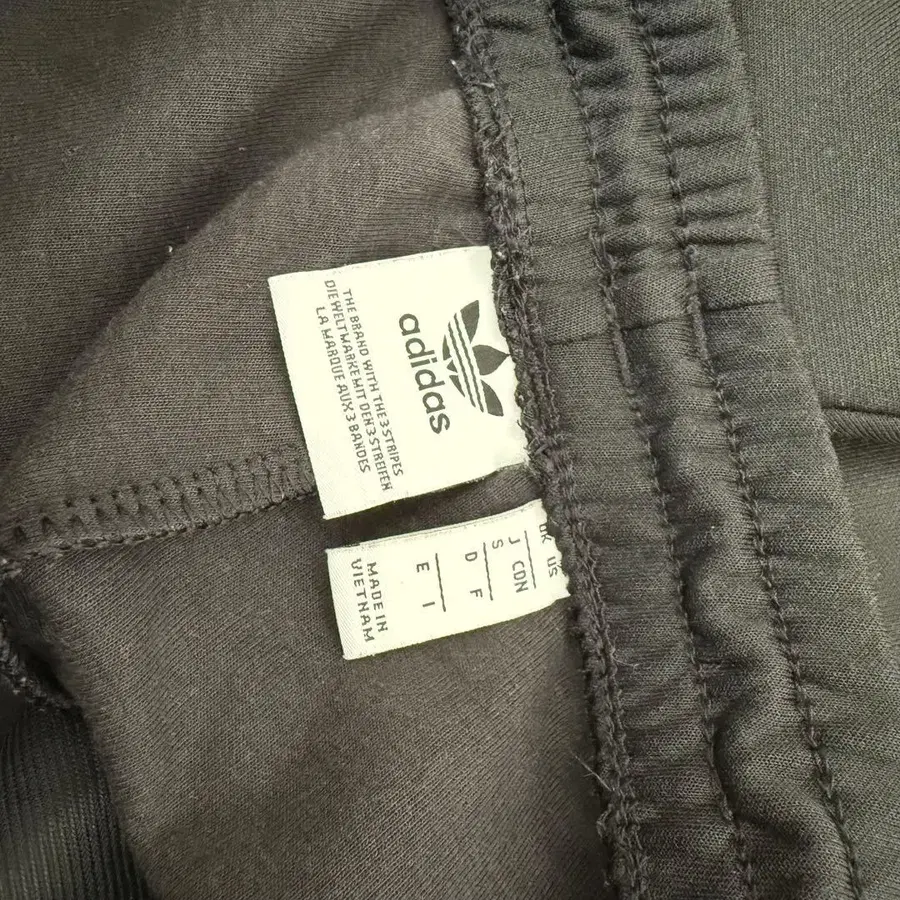 adidas
THE BRAND WITH THE 3 STRIPES
DIE WELTMARKE MIT DEN 3 STREIFEN
LA MARQUE AUX 3 BANDES
UK US
J CDN
S
D F
E I
MADE IN
VIETNAM